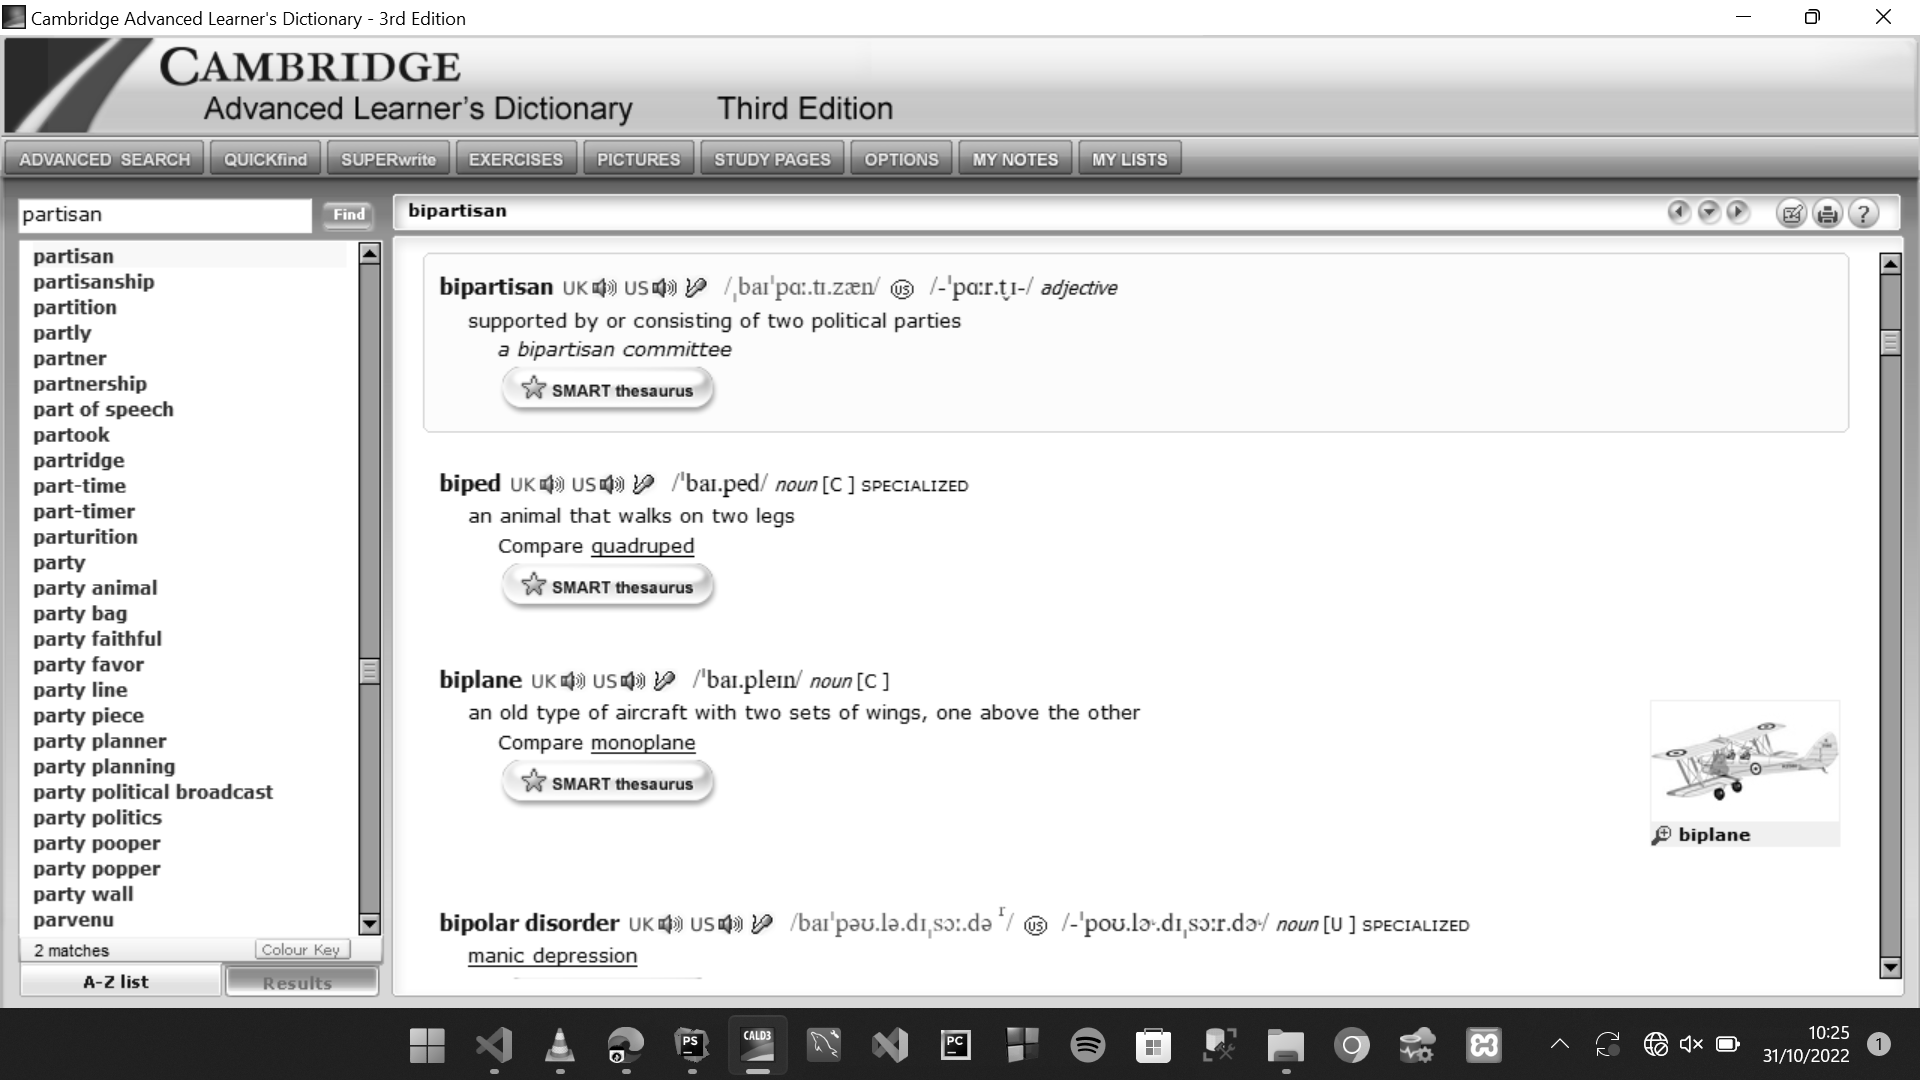 Cambridge Advanced Learner's Dictionary - 3rd Edition
CAMBRIDGE
Advanced Learner's Dictionary Third Edition
ADVANCED SEARCH QUICKfind SUPERwrite EXERCISES PICTURES STUDY PAGES OPTIONS MY NOTES MY LISTS
partisan Find
partisan
partisanship
partition
partly
partner
partnership
part of speech
partook
partridge
part-time
part-timer
parturition
party
party animal
party bag
party faithful
party favor
party line
party piece
party planner
party planning
party political broadcast
party politics
party pooper
party popper
party wall
parvenu
2 matches Colour Key
A-Z list Results
bipartisan
bipartisan UK US /ˌbaɪˈpɑː.tɪ.zæn/ US /-ˈpɑːr.t̬ɪ-/ adjective
supported by or consisting of two political parties
a bipartisan committee
SMART thesaurus
biped UK US /ˈbaɪ.ped/ noun [C ] SPECIALIZED
an animal that walks on two legs
Compare quadruped
SMART thesaurus
biplane UK US /ˈbaɪ.pleɪn/ noun [C ]
an old type of aircraft with two sets of wings, one above the other
Compare monoplane
SMART thesaurus
biplane
bipolar disorder UK US /baɪˈpəʊ.lə.dɪˌsɔː.də ʳ/ US /-ˈpoʊ.lɚ.dɪˌsɔːr.dɚ/ noun [U ] SPECIALIZED
manic depression
PS CALD3 PC
10:25
31/10/2022 1